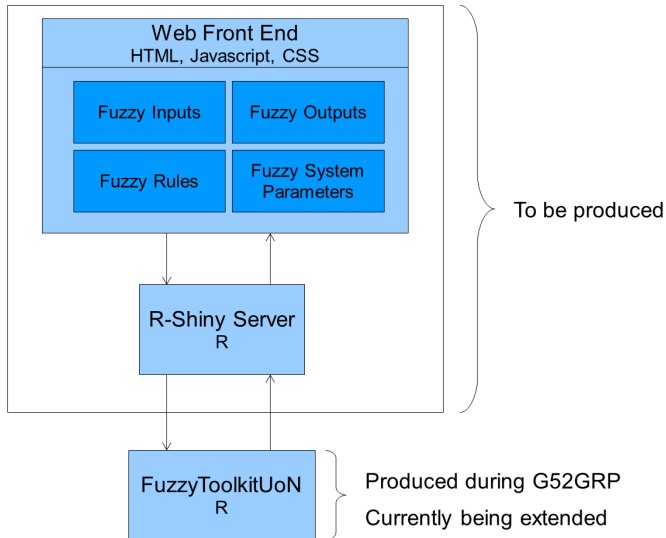 Web Front End
HTML, Javascript, CSS
Fuzzy Inputs
Fuzzy Outputs
Fuzzy Rules
Fuzzy System
Parameters
To be produced
R-Shiny Server
R
FuzzyToolkitUoN
R
Produced during G52GRP
Currently being extended